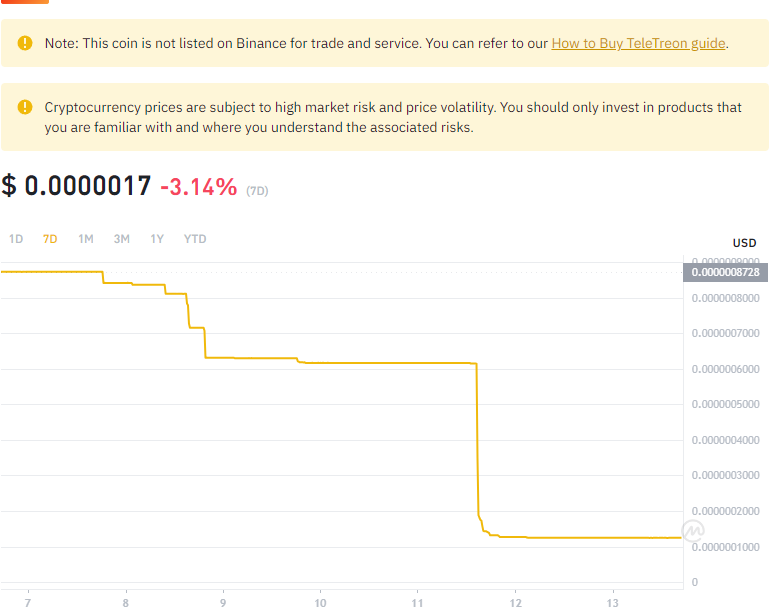 Note: This coin is not listed on Binance for trade and service. You can refer to our How to Buy TeleTreon guide.
Cryptocurrency prices are subject to high market risk and price volatility. You should only invest in products that
you are familiar with and where you understand the associated risks.
$ 0.0000017 -3.14% (7D)
1D 7D 1M 3M 1Y YTD
USD
0.0000009000
0.0000008728
0.0000008000
0.0000007000
0.0000006000
0.0000005000
0.0000004000
0.0000003000
0.0000002000
0.0000001000
0
7 8 9 10 11 12 13